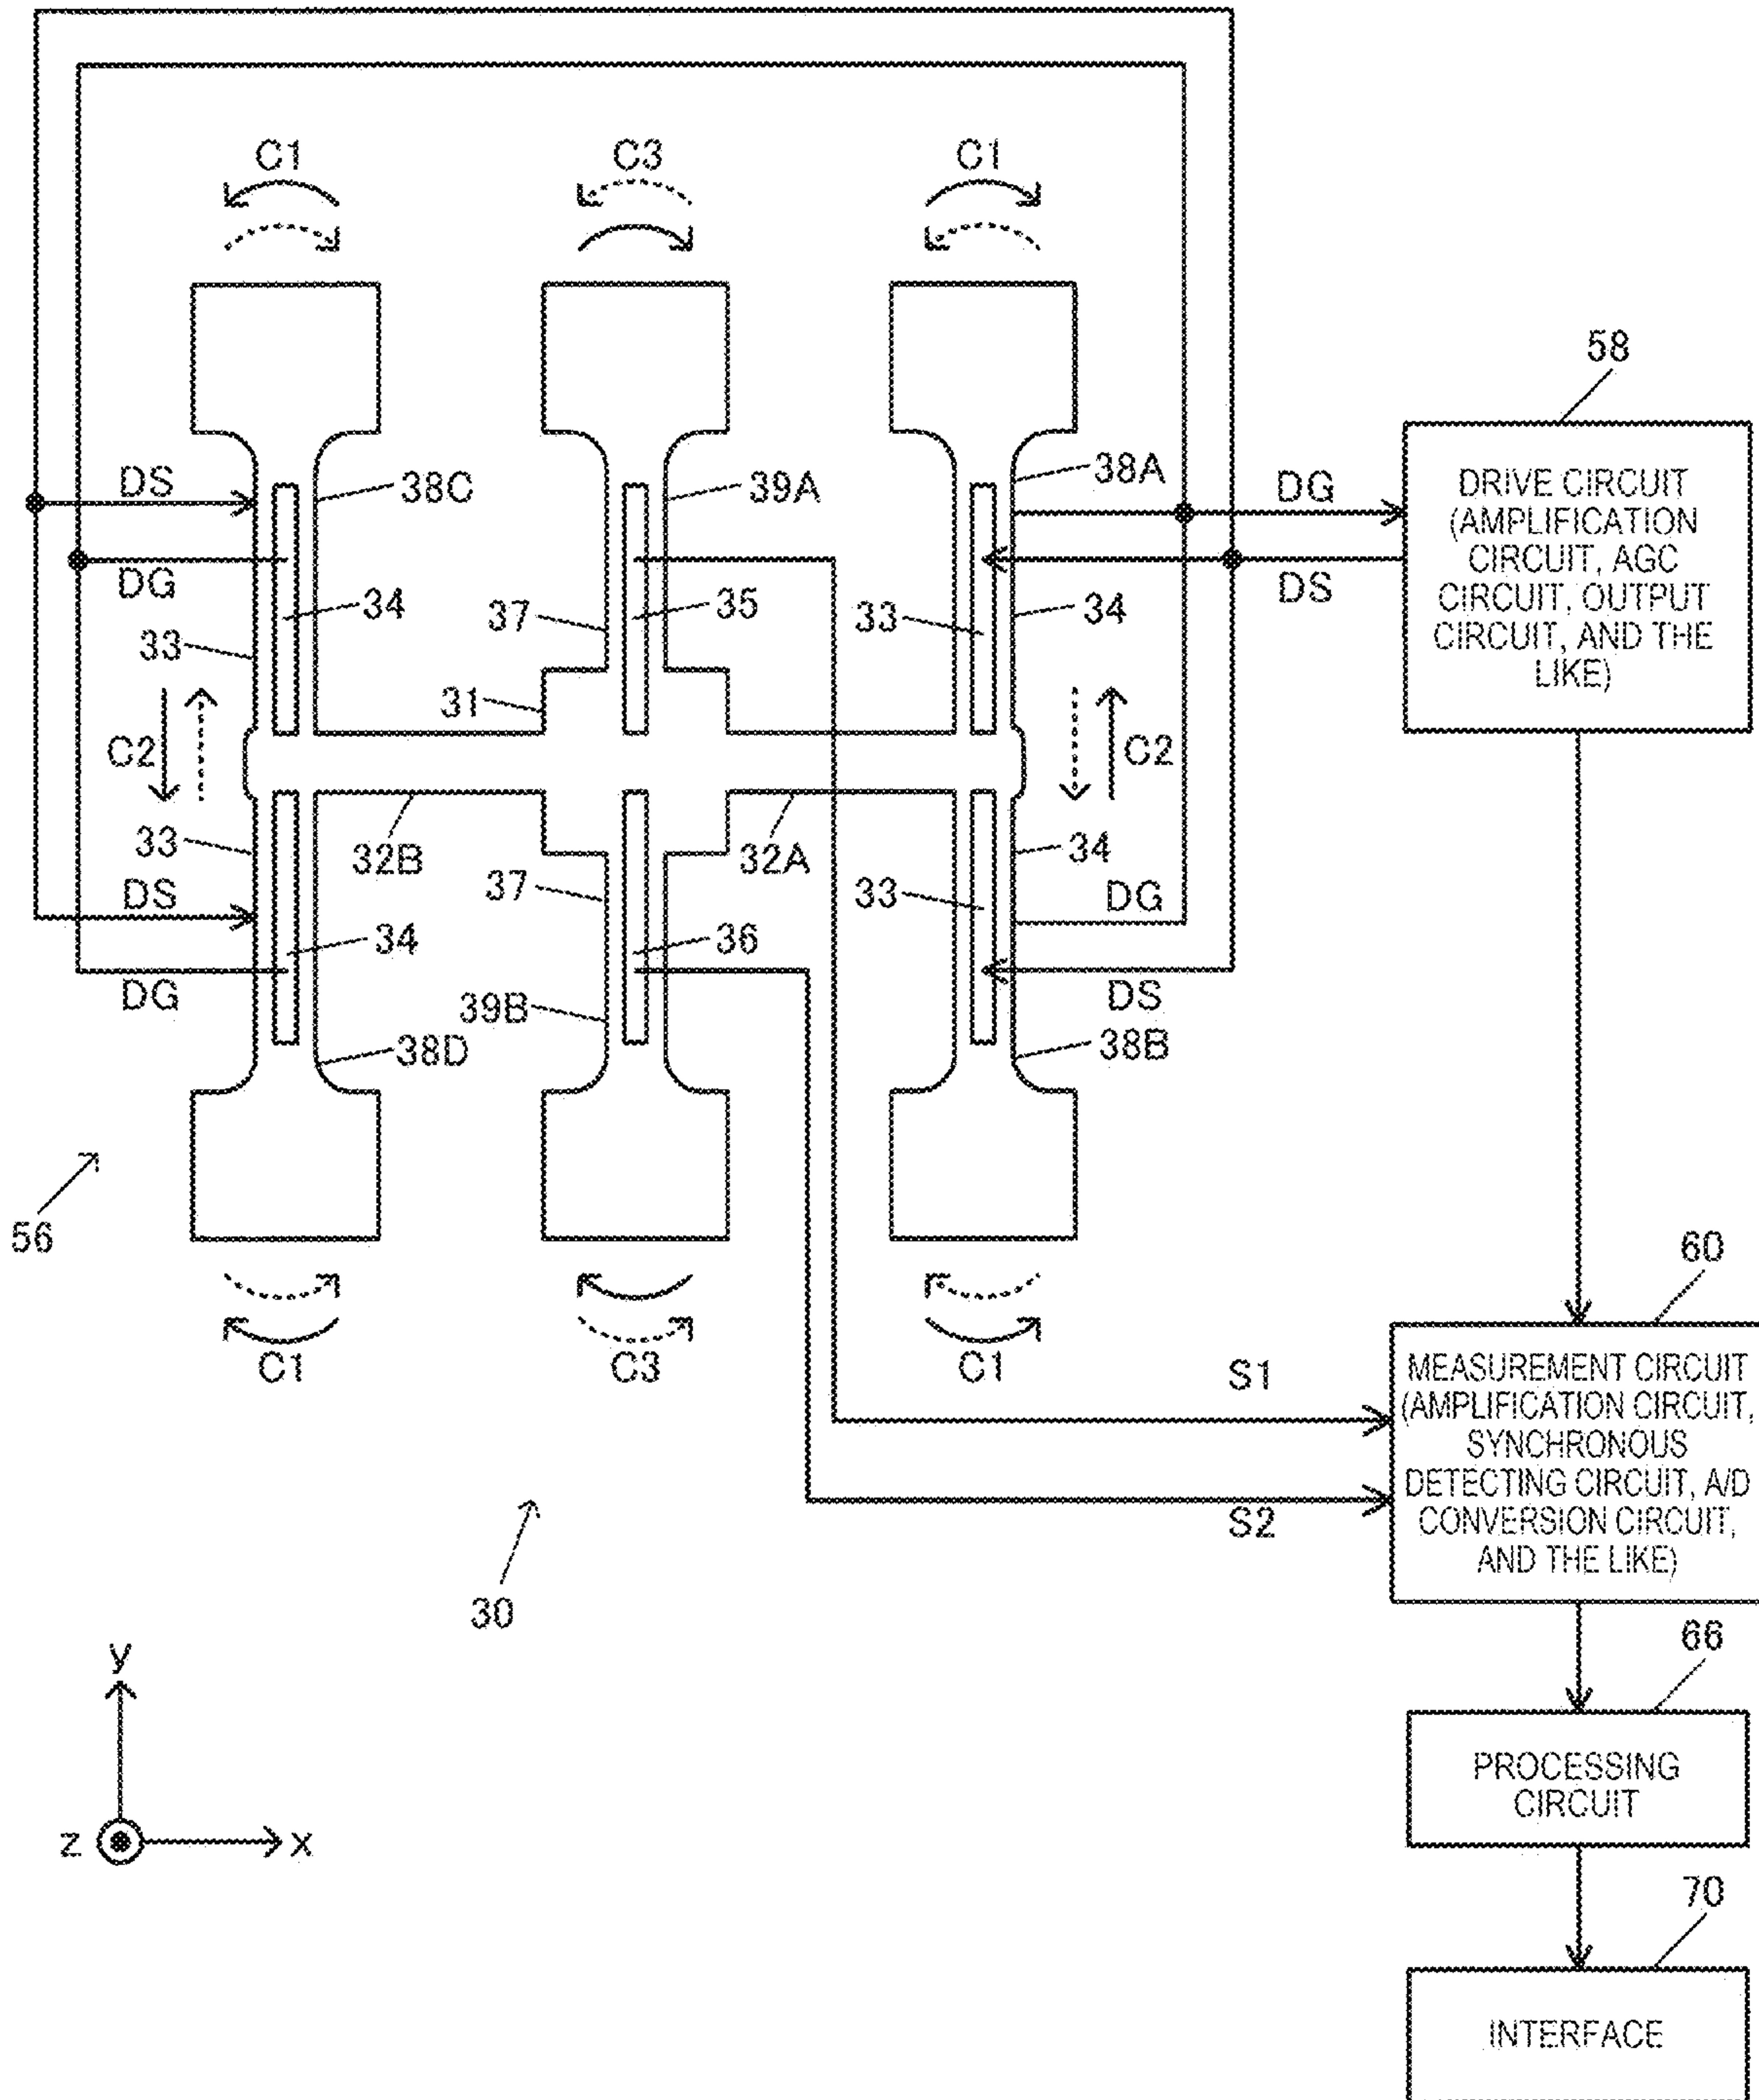 C1
C3
C1
58
DS
38C
39A
38A
DG
DRIVE CIRCUIT
(AMPLIFICATION
CIRCUIT, AGC
CIRCUIT, OUTPUT
CIRCUIT, AND THE
LIKE)
DG
DS
34
37
35
33
34
33
31
C2
C2
33
32B
32A
34
DS
37
33
DG
34
36
DG
39B
DS
38D
38B
56
60
C1
C3
C1
S1
MEASUREMENT CIRCUIT
(AMPLIFICATION CIRCUIT,
SYNCHRONOUS
DETECTING CIRCUIT, A/D
CONVERSION CIRCUIT,
AND THE LIKE)
S2
30
66
y
PROCESSING
CIRCUIT
z
x
70
INTERFACE